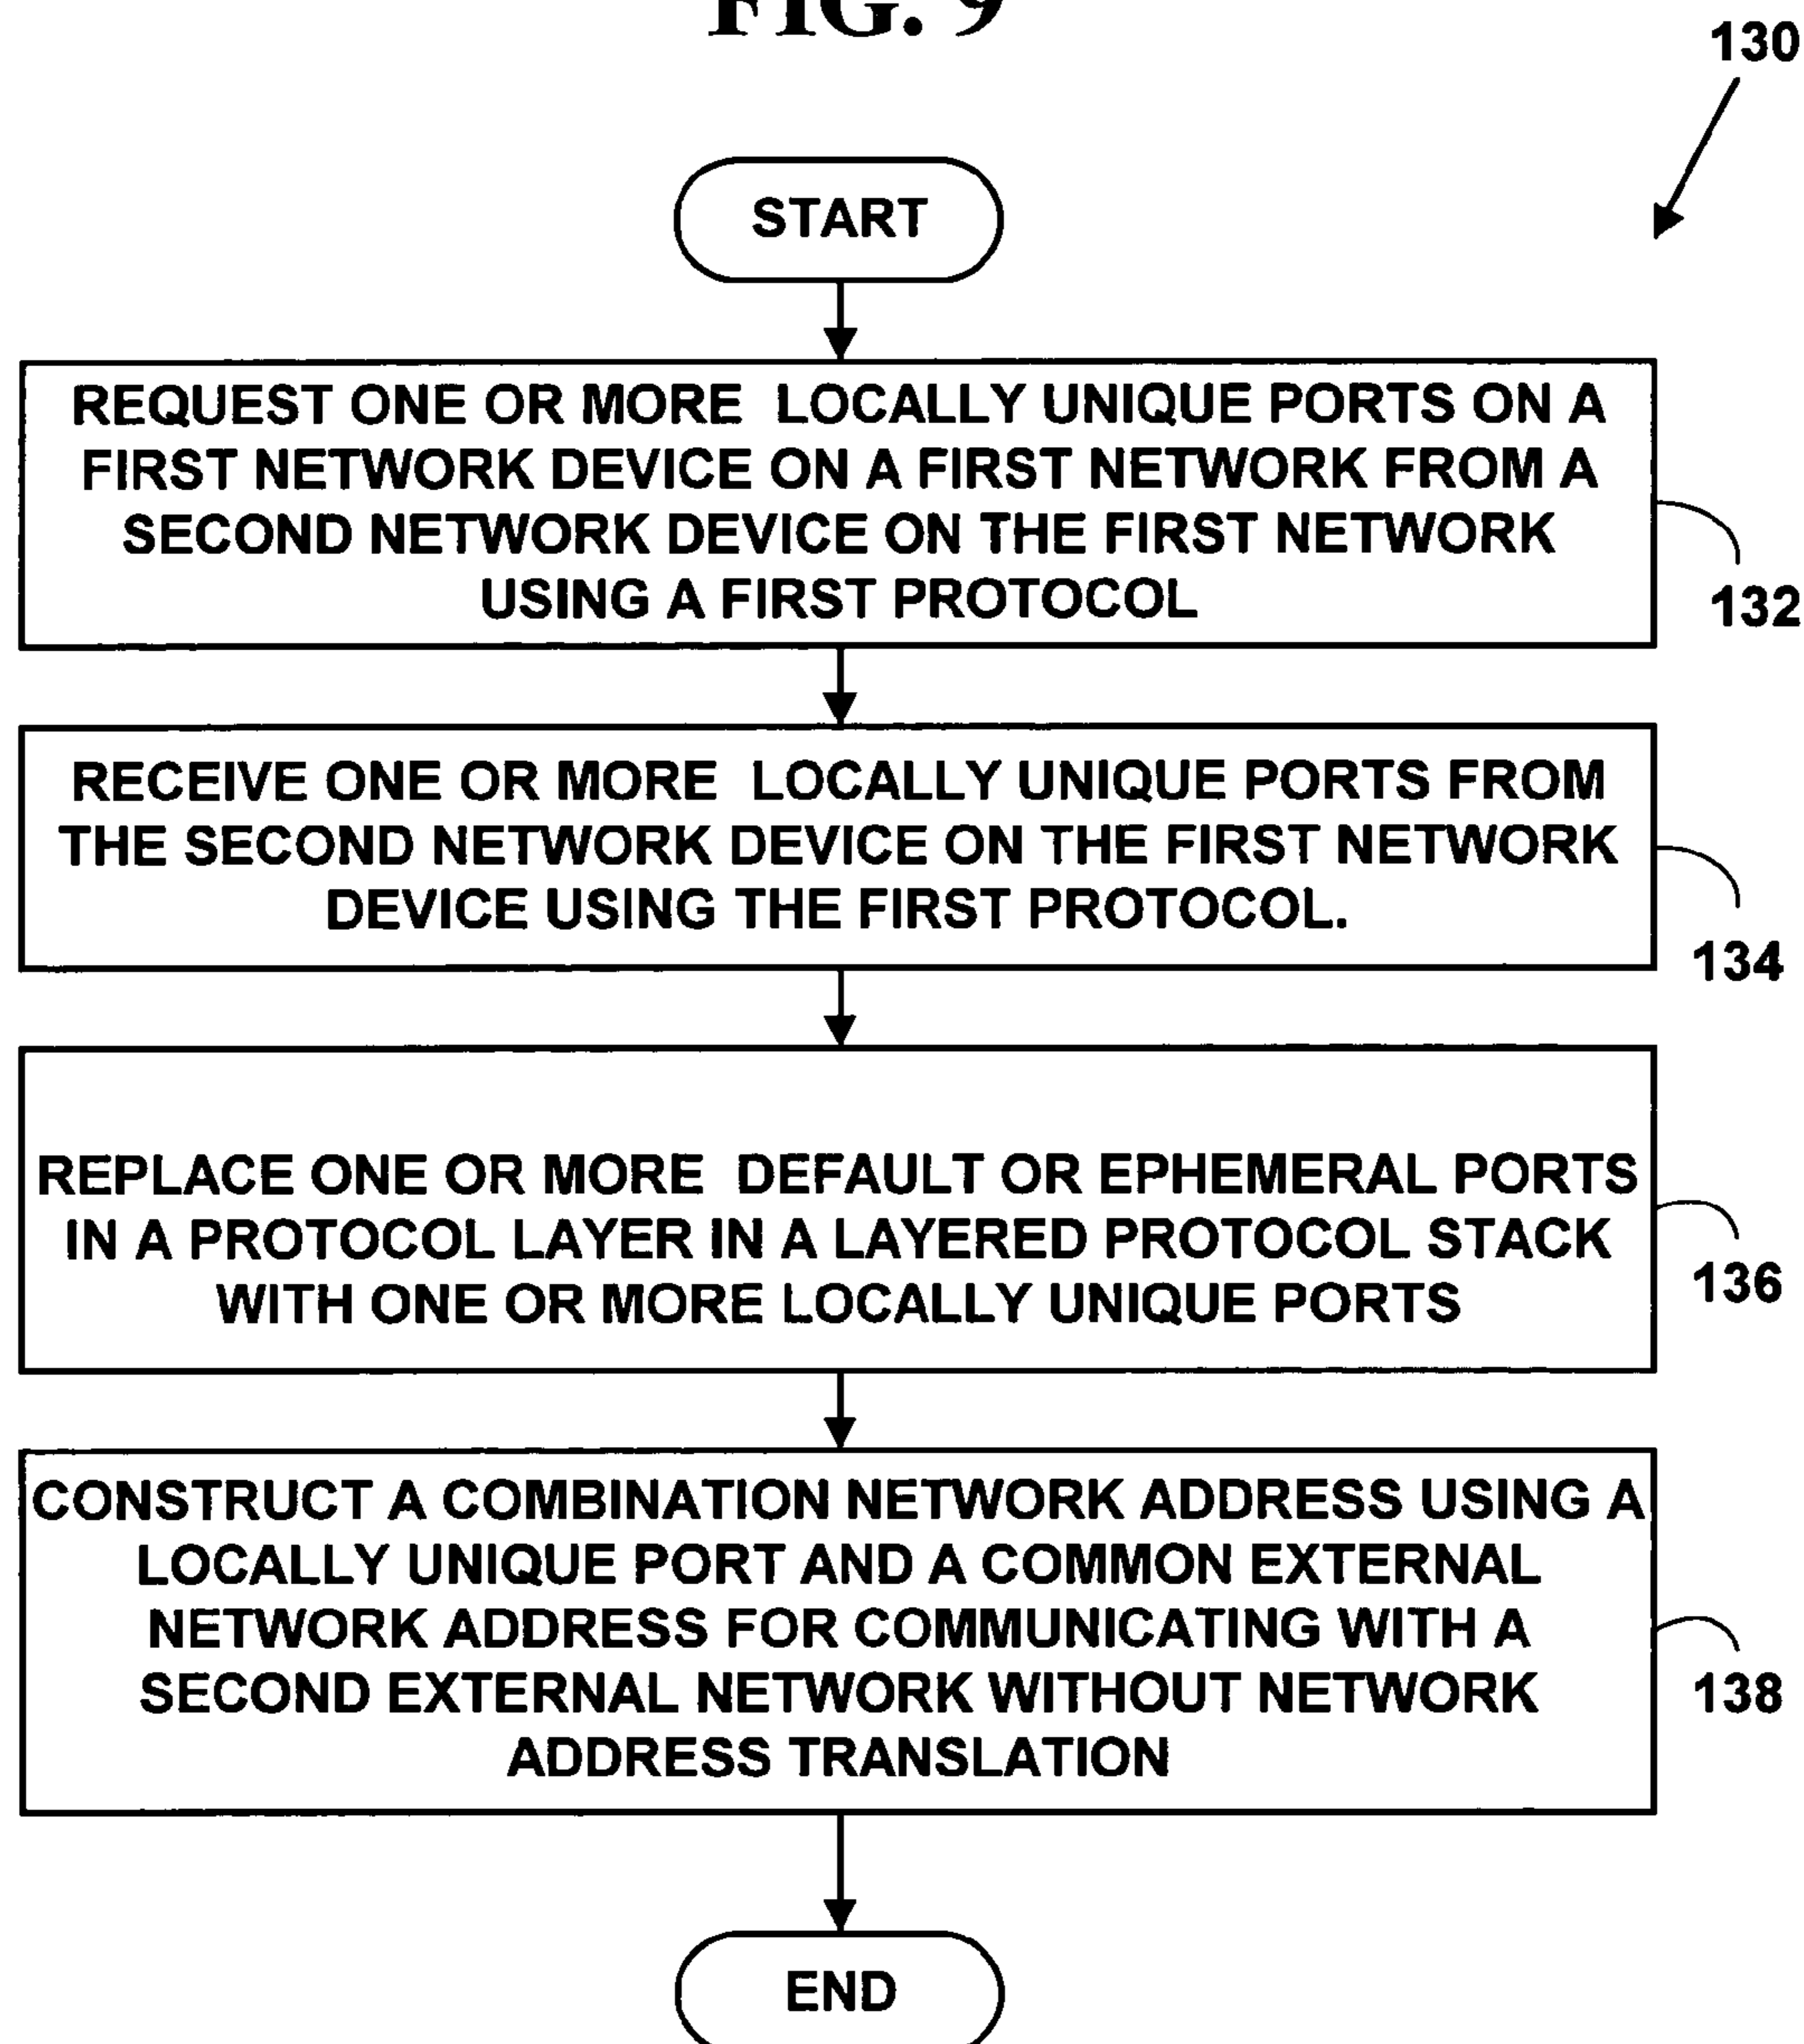 FIG. 9
130
START
REQUEST ONE OR MORE LOCALLY UNIQUE PORTS ON A
FIRST NETWORK DEVICE ON A FIRST NETWORK FROM A
SECOND NETWORK DEVICE ON THE FIRST NETWORK
USING A FIRST PROTOCOL
132
RECEIVE ONE OR MORE LOCALLY UNIQUE PORTS FROM
THE SECOND NETWORK DEVICE ON THE FIRST NETWORK
DEVICE USING THE FIRST PROTOCOL.
134
REPLACE ONE OR MORE DEFAULT OR EPHEMERAL PORTS
IN A PROTOCOL LAYER IN A LAYERED PROTOCOL STACK
WITH ONE OR MORE LOCALLY UNIQUE PORTS
136
CONSTRUCT A COMBINATION NETWORK ADDRESS USING A
LOCALLY UNIQUE PORT AND A COMMON EXTERNAL
NETWORK ADDRESS FOR COMMUNICATING WITH A
SECOND EXTERNAL NETWORK WITHOUT NETWORK
ADDRESS TRANSLATION
138
END